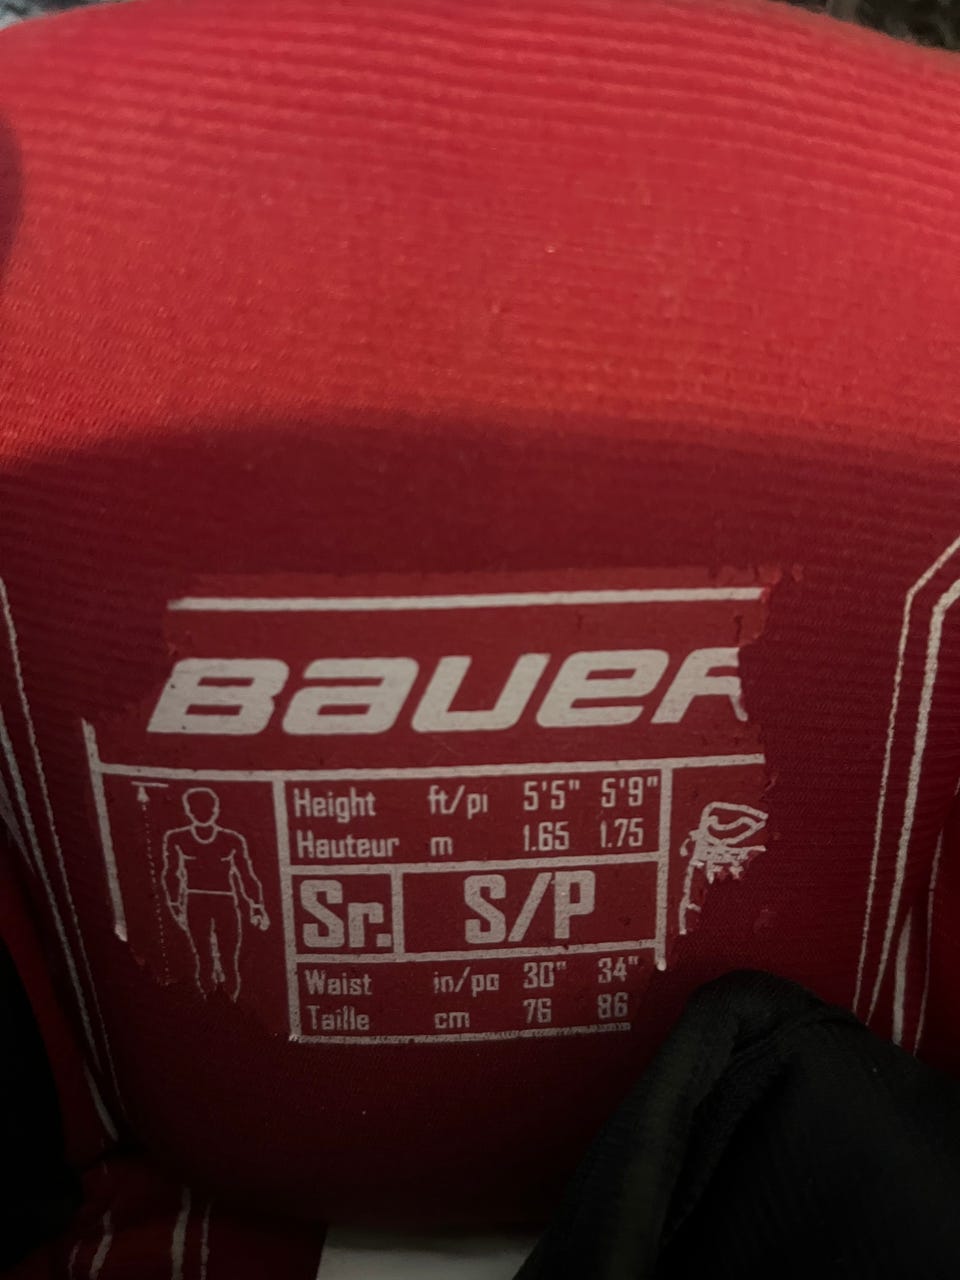 BAUER
Height ft/pi 5'5" 5'9"
Hauteur m 1.65 1.75
Sr. S/P
Waist in/po 30" 34"
Taille cm 76 86